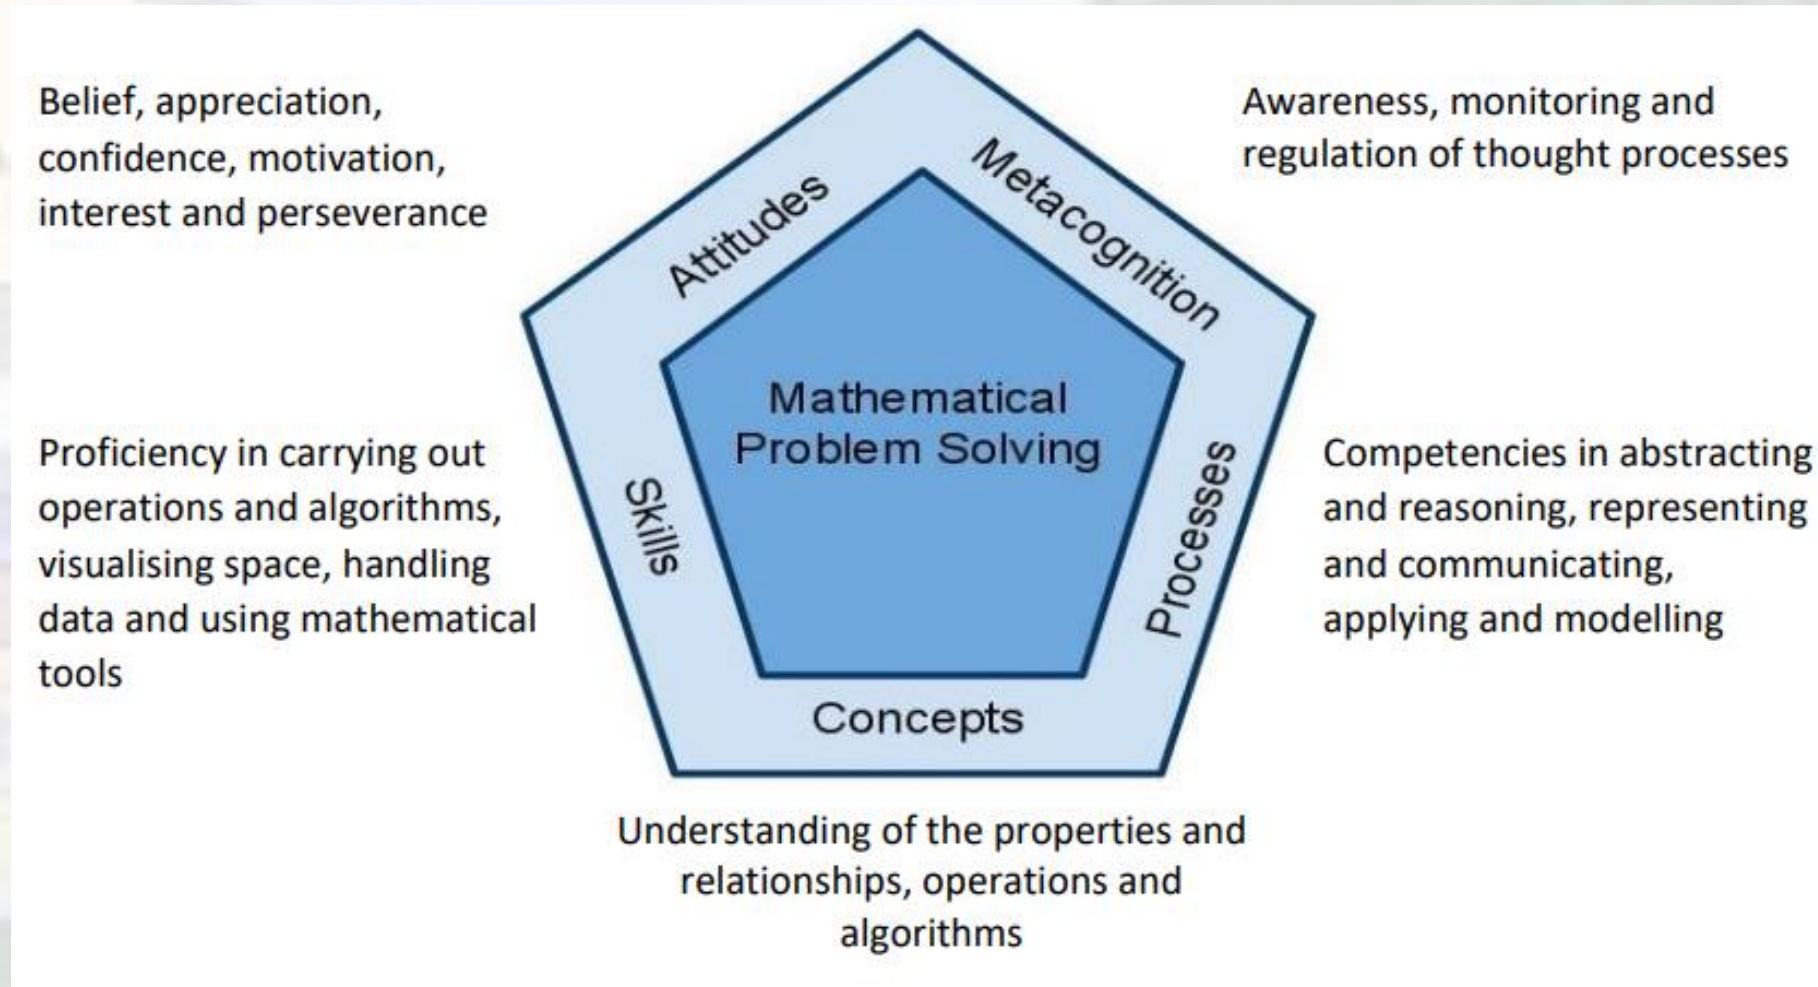 Belief, appreciation,
confidence, motivation,
interest and perseverance
Attitudes
Metacognition
Awareness, monitoring and
regulation of thought processes
Mathematical
Problem Solving
Proficiency in carrying out
operations and algorithms,
visualising space, handling
data and using mathematical
tools
Skills
Processes
Competencies in abstracting
and reasoning, representing
and communicating,
applying and modelling
Concepts
Understanding of the properties and
relationships, operations and
algorithms